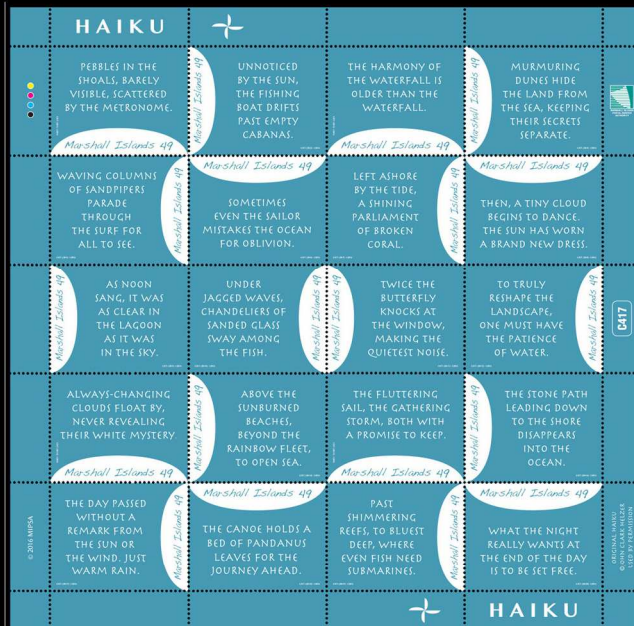 HAIKU
PEBBLES IN THE
SHOALS, BARELY
VISIBLE, SCATTERED
BY THE METRONOME.
Marshall Islands 49
UNNOTICED
BY THE SUN,
THE FISHING
BOAT DRIFTS
PAST EMPTY
CABANAS.
Marshall Islands 49
THE HARMONY OF
THE WATERFALL IS
OLDER THAN THE
WATERFALL.
Marshall Islands 49
MURMURING
DUNES HIDE
THE LAND FROM
THE SEA, KEEPING
THEIR SECRETS
SEPARATE.
Marshall Islands 49
WAVING COLUMNS
OF SANDPIPERS
PARADE
THROUGH
THE SURF FOR
ALL TO SEE.
Marshall Islands 49
Marshall Islands 49
SOMETIMES
EVEN THE SAILOR
MISTAKES THE OCEAN
FOR OBLIVION.
LEFT ASHORE
BY THE TIDE,
A SHINING
PARLIAMENT
OF BROKEN
CORAL.
Marshall Islands 49
Marshall Islands 49
THEN, A TINY CLOUD
BEGINS TO DANCE.
THE SUN HAS WORN
A BRAND NEW DRESS.
Marshall Islands 49
AS NOON
SANG, IT WAS
AS CLEAR IN
THE LAGOON
AS IT WAS
IN THE SKY.
UNDER
JAGGED WAVES,
CHANDELIERS OF
SANDED GLASS
SWAY AMONG
THE FISH.
Marshall Islands 49
Marshall Islands 49
TWICE THE
BUTTERFLY
KNOCKS AT
THE WINDOW,
MAKING THE
QUIETEST NOISE.
TO TRULY
RESHAPE THE
LANDSCAPE,
ONE MUST HAVE
THE PATIENCE
OF WATER.
Marshall Islands 49
C417
ALWAYS-CHANGING
CLOUDS FLOAT BY,
NEVER REVEALING
THEIR WHITE MYSTERY
Marshall Islands 49
Marshall Islands 49
ABOVE THE
SUNBURNED
BEACHES,
BEYOND THE
RAINBOW FLEET,
TO OPEN SEA.
THE FLUTTERING
SAIL, THE GATHERING
STORM, BOTH WITH
A PROMISE TO KEEP.
Marshall Islands 49
Marshall Islands 49
THE STONE PATH
LEADING DOWN
TO THE SHORE
DISAPPEARS
INTO THE
OCEAN.
© 2016 MIPSA
THE DAY PASSED
WITHOUT A
REMARK FROM
THE SUN OR
THE WIND. JUST
WARM RAIN.
Marshall Islands 49
Marshall Islands 49
THE CANOE HOLDS A
BED OF PANDANUS
LEAVES FOR THE
JOURNEY AHEAD.
PAST
SHIMMERING
REEFS, TO BLUEST
DEEP, WHERE
EVEN FISH NEED
SUBMARINES.
Marshall Islands 49
Marshall Islands 49
WHAT THE NIGHT
REALLY WANTS AT
THE END OF THE DAY
IS TO BE SET FREE.
ORIGINAL HAIKU
© JOHN CLARK HELZER
USED BY PERMISSION
HAIKU